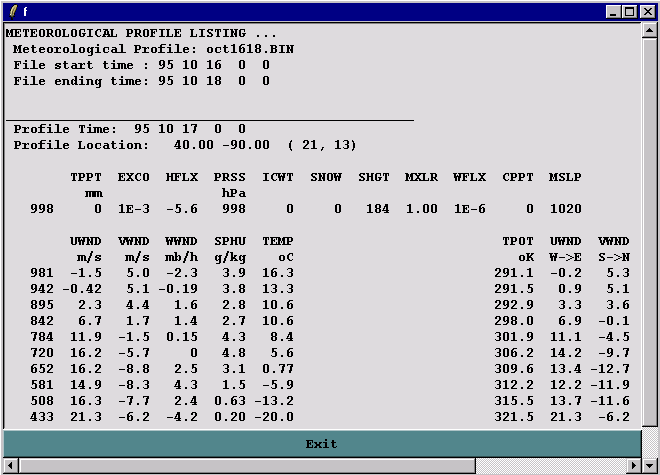 f
METEOROLOGICAL PROFILE LISTING ...
Meteorological Profile: oct1618.BIN
File start time : 95 10 16 0 0
File ending time: 95 10 18 0 0
Profile Time: 95 10 17 0 0
Profile Location: 40.00 -90.00 ( 21, 13)
TPPT EXCO HFLX PRSS ICWT SNOW SHGT MXLR WFLX CPPT MSLP
mm hPa
998 0 1E-3 -5.6 998 0 0 184 1.00 1E-6 0 1020
UWND VWND WWND SPHU TEMP TPOT UWND VWND
m/s m/s mb/h g/kg oC oK W->E S->N
981 -1.5 5.0 -2.3 3.9 16.3 291.1 -0.2 5.3
942 -0.42 5.1 -0.19 3.8 13.3 291.5 0.9 5.1
895 2.3 4.4 1.6 2.8 10.6 292.9 3.3 3.6
842 6.7 1.7 1.4 2.7 10.6 298.0 6.9 -0.1
784 11.9 -1.5 0.15 4.3 8.4 301.9 11.1 -4.5
720 16.2 -5.7 0 4.8 5.6 306.2 14.2 -9.7
652 16.2 -8.8 2.5 3.1 0.77 309.6 13.4 -12.7
581 14.9 -8.3 4.3 1.5 -5.9 312.2 12.2 -11.9
508 16.3 -7.7 2.4 0.63 -13.2 315.5 13.7 -11.6
433 21.3 -6.2 -4.2 0.20 -20.0 321.5 21.3 -6.2
Exit